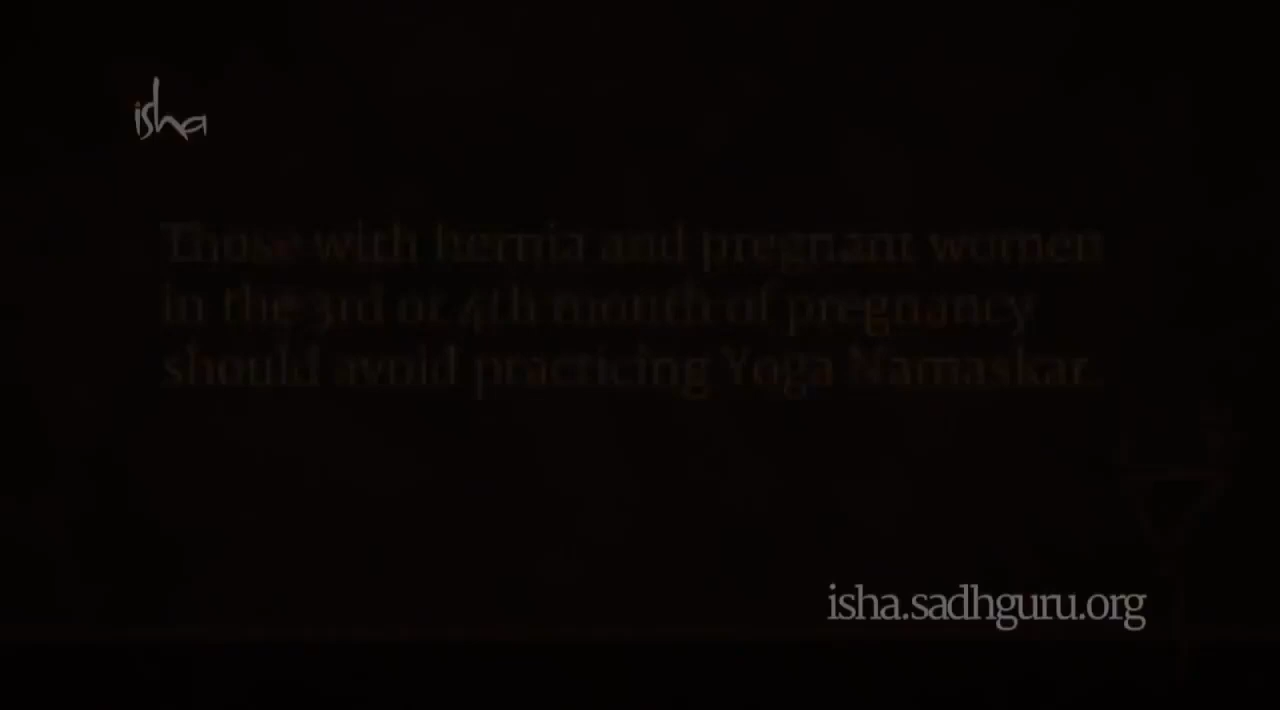 isha
Those with hernia and pregnant women
in the 3rd or 4th month of pregnancy
should avoid practicing Yoga Namaskar.
isha.sadhguru.org